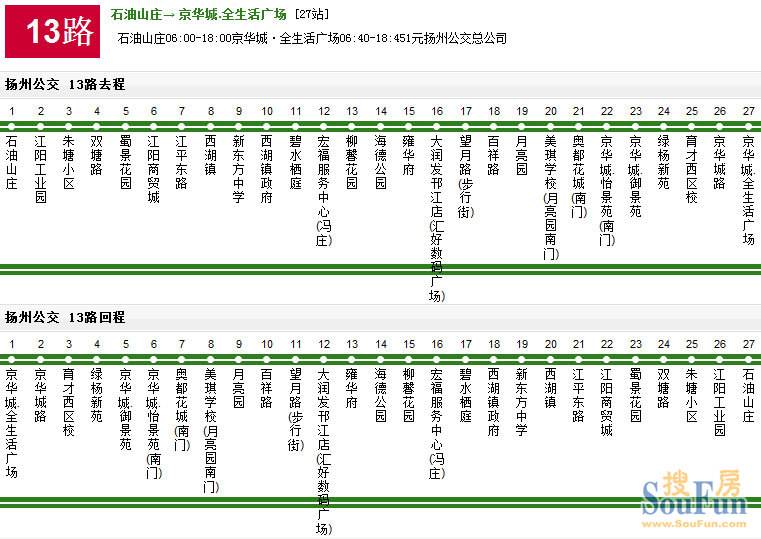 13路
石油山庄→ 京华城.全生活广场 [27站]
石油山庄06:00-18:00京华城·全生活广场06:40-18:451元扬州公交总公司
扬州公交 13路去程
1 2 3 4 5 6 7 8 9 10 11 12 13 14 15 16 17 18 19 20 21 22 23 24 25 26 27
石油山庄
江阳工业园
朱塘小区
双塘路
蜀景花园
江阳商贸城
江平东路
西湖镇
新东方中学
西湖镇政府
碧水栖庭
宏福服务中心(冯庄)
柳馨花园
海德公园
雍华府
大润发邗江店(汇好数码广场)
望月路(步行街)
百祥路
月亮园
美琪学校(月亮园南门)
奥都花城(南门)
京华城.怡景苑(南门)
京华城.御景苑
绿杨新苑
育才西区校
京华城路
京华城.全生活广场
扬州公交 13路回程
1 2 3 4 5 6 7 8 9 10 11 12 13 14 15 16 17 18 19 20 21 22 23 24 25 26 27
京华城.全生活广场
京华城路
育才西区校
绿杨新苑
京华城.御景苑
京华城.怡景苑(南门)
奥都花城(南门)
美琪学校(月亮园南门)
月亮园
百祥路
望月路(步行街)
大润发邗江店(汇好数码广场)
雍华府
海德公园
柳馨花园
宏福服务中心(冯庄)
碧水栖庭
西湖镇政府
新东方中学
西湖镇
江平东路
江阳商贸城
蜀景花园
双塘路
朱塘小区
江阳工业园
石油山庄
搜房
SouFun
www.SouFun.com